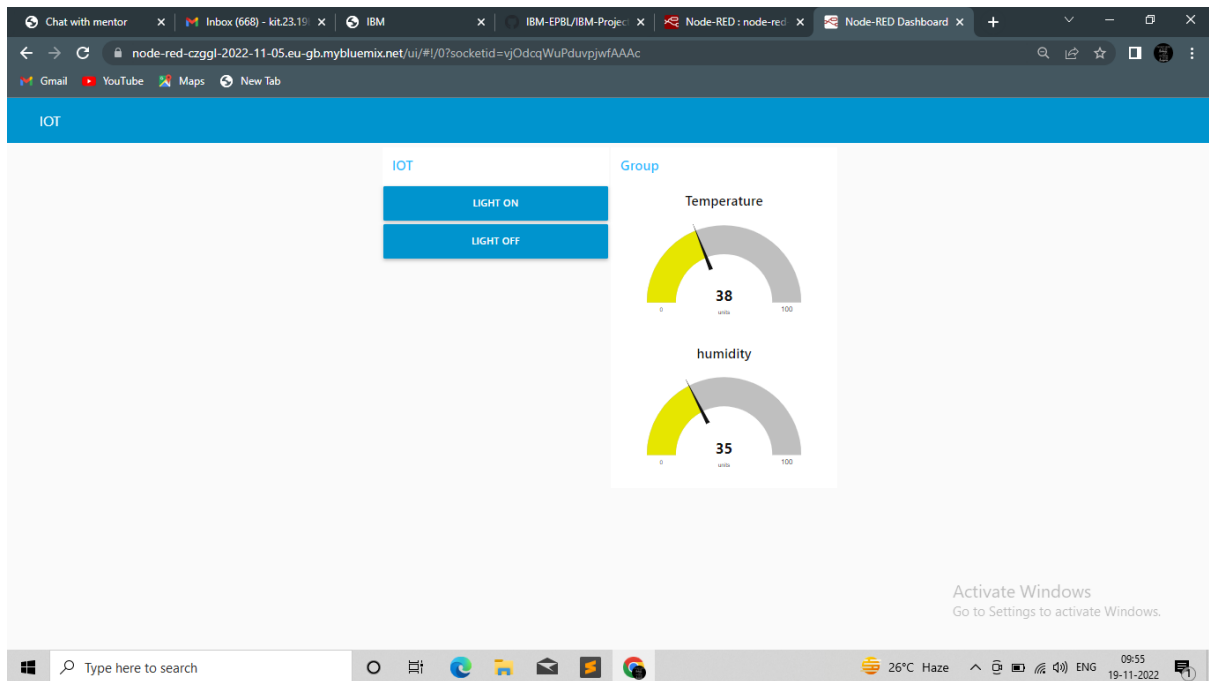 Chat with mentor
Inbox (668) - kit.23.19
IBM
IBM-EPBL/IBM-Project
Node-RED : node-red
Node-RED Dashboard
node-red-czggl-2022-11-05.eu-gb.mybluemix.net/ui/#!/0?socketid=vjOdcqWuPduvpjwfAAAc
Gmail
YouTube
Maps
New Tab
IOT
IOT
LIGHT ON
LIGHT OFF
Group
Temperature
38
0
units
100
humidity
35
0
units
100
Activate Windows
Go to Settings to activate Windows.
Type here to search
26°C Haze
ENG
09:55
19-11-2022
1